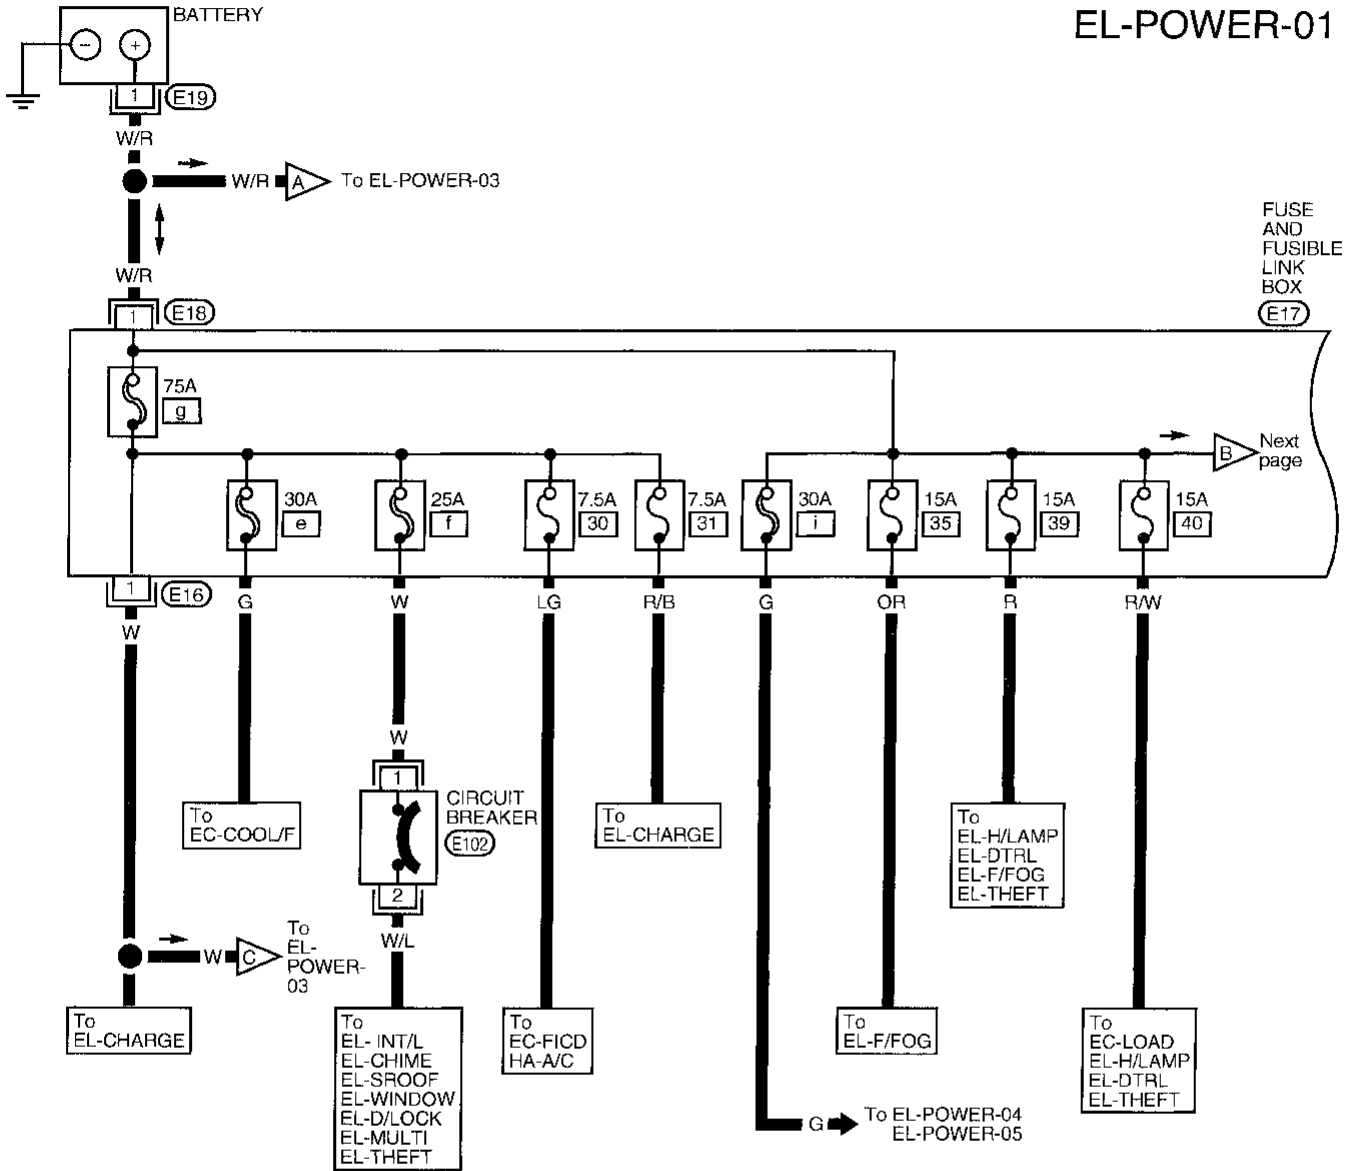 EL-POWER-01
BATTERY
−
+
1
E19
W/R
W/R
A
To EL-POWER-03
W/R
1
E18
FUSE
AND
FUSIBLE
LINK
BOX
E17
75A
g
B
Next
page
30A
e
25A
f
7.5A
30
7.5A
31
30A
i
15A
35
15A
39
15A
40
1
E16
G
W
LG
R/B
G
OR
R
R/W
W
W
1
CIRCUIT
BREAKER
E102
2
W/L
To
EC-COOL/F
To
EL-CHARGE
To
EL-H/LAMP
EL-DTRL
EL-F/FOG
EL-THEFT
W
C
To
EL-
POWER-
03
To
EL-CHARGE
To
EL- INT/L
EL-CHIME
EL-SROOF
EL-WINDOW
EL-D/LOCK
EL-MULTI
EL-THEFT
To
EC-FICD
HA-A/C
To
EL-F/FOG
To
EC-LOAD
EL-H/LAMP
EL-DTRL
EL-THEFT
G
To EL-POWER-04
EL-POWER-05